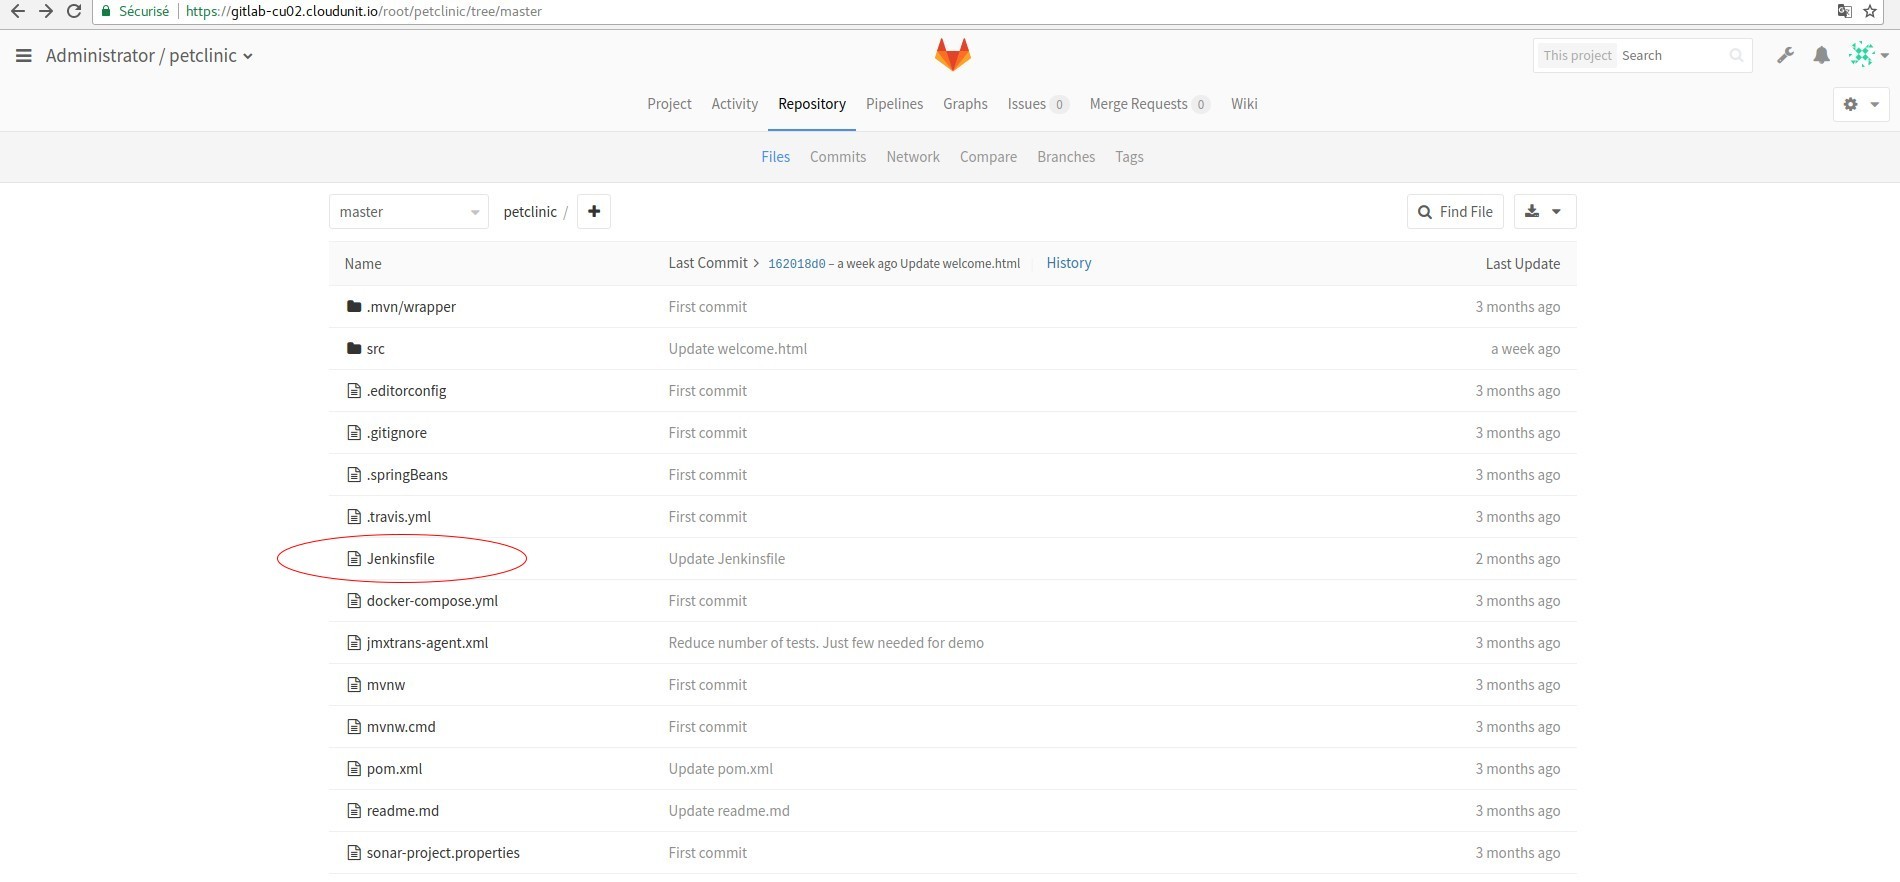 Sécurisé https://gitlab-cu02.cloudunit.io/root/petclinic/tree/master
Administrator / petclinic This project Search
Project Activity Repository Pipelines Graphs Issues 0 Merge Requests 0 Wiki
Files Commits Network Compare Branches Tags
master petclinic / + Find File
Name Last Commit > 162018d0 – a week ago Update welcome.html History Last Update
.mvn/wrapper First commit 3 months ago
src Update welcome.html a week ago
.editorconfig First commit 3 months ago
.gitignore First commit 3 months ago
.springBeans First commit 3 months ago
.travis.yml First commit 3 months ago
Jenkinsfile Update Jenkinsfile 2 months ago
docker-compose.yml First commit 3 months ago
jmxtrans-agent.xml Reduce number of tests. Just few needed for demo 3 months ago
mvnw First commit 3 months ago
mvnw.cmd First commit 3 months ago
pom.xml Update pom.xml 3 months ago
readme.md Update readme.md 3 months ago
sonar-project.properties First commit 3 months ago